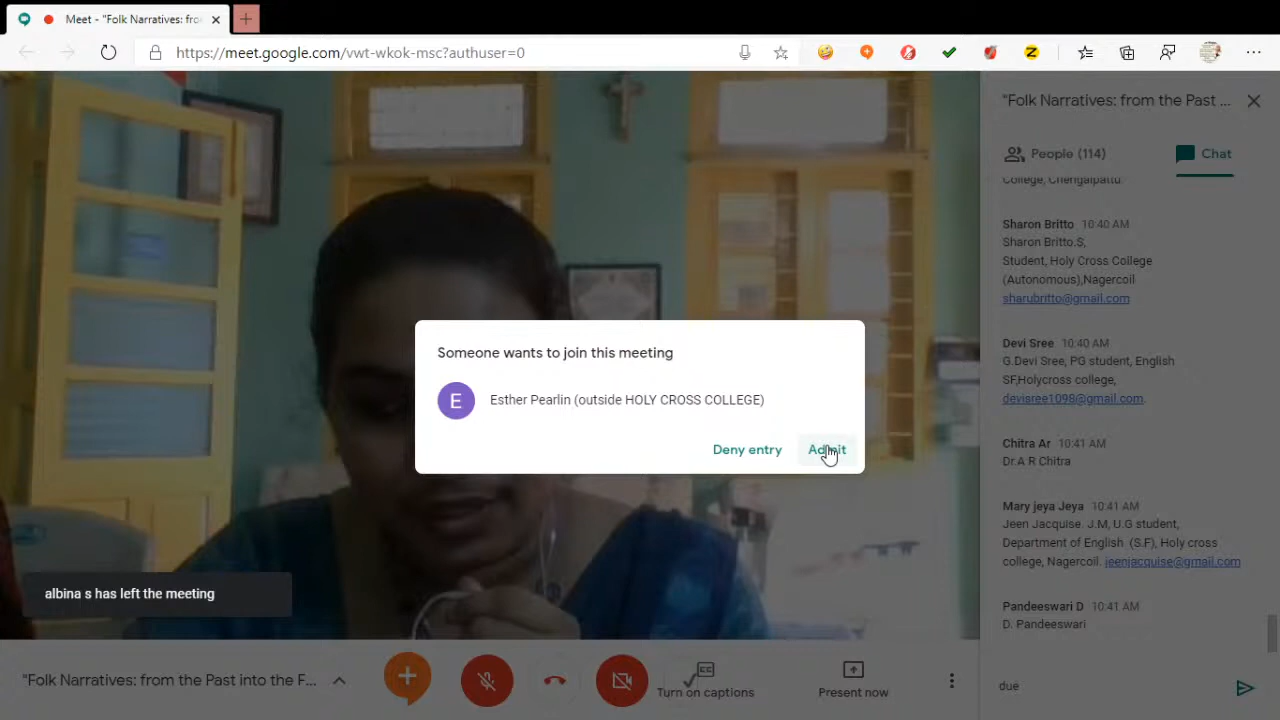 Meet - "Folk Narratives: fro
https://meet.google.com/vwt-wkok-msc?authuser=0
"Folk Narratives: from the Past ...
People (114)
Chat
College, Chengalpattu.
Sharon Britto 10:40 AM
Sharon Britto.S,
Student, Holy Cross College
(Autonomous),Nagercoil
sharubritto@gmail.com
Devi Sree 10:40 AM
G.Devi Sree, PG student, English
SF,Holycross college,
devisree1098@gmail.com.
Chitra Ar 10:41 AM
Dr.A R Chitra
Mary jeya Jeya 10:41 AM
Jeen Jacquise. J.M, U.G student,
Department of English (S.F), Holy cross
college, Nagercoil. jeenjacquise@gmail.com
Pandeeswari D 10:41 AM
D. Pandeeswari
due
Someone wants to join this meeting
E
Esther Pearlin (outside HOLY CROSS COLLEGE)
Deny entry
Admit
albina s has left the meeting
"Folk Narratives: from the Past into the F...
Turn on captions
Present now